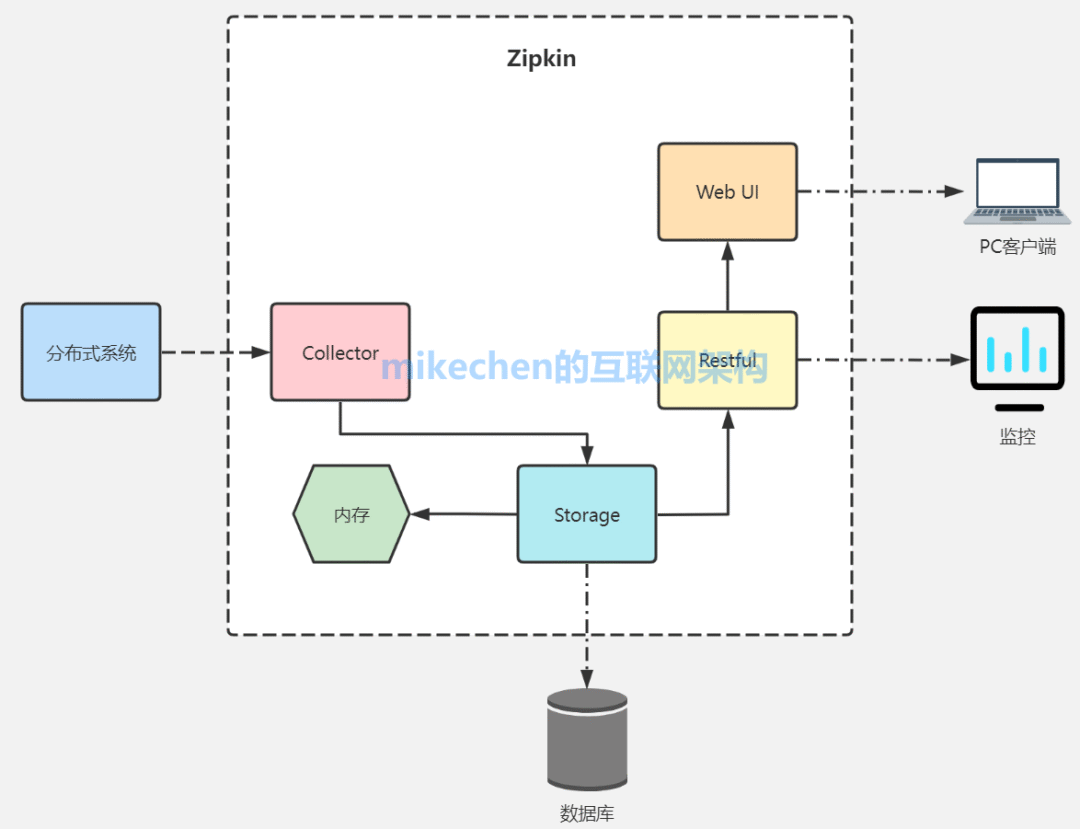 Zipkin
Web UI
PC客户端
分布式系统
Collector
mikechen的互联网架构
Restful
监控
内存
Storage
数据库